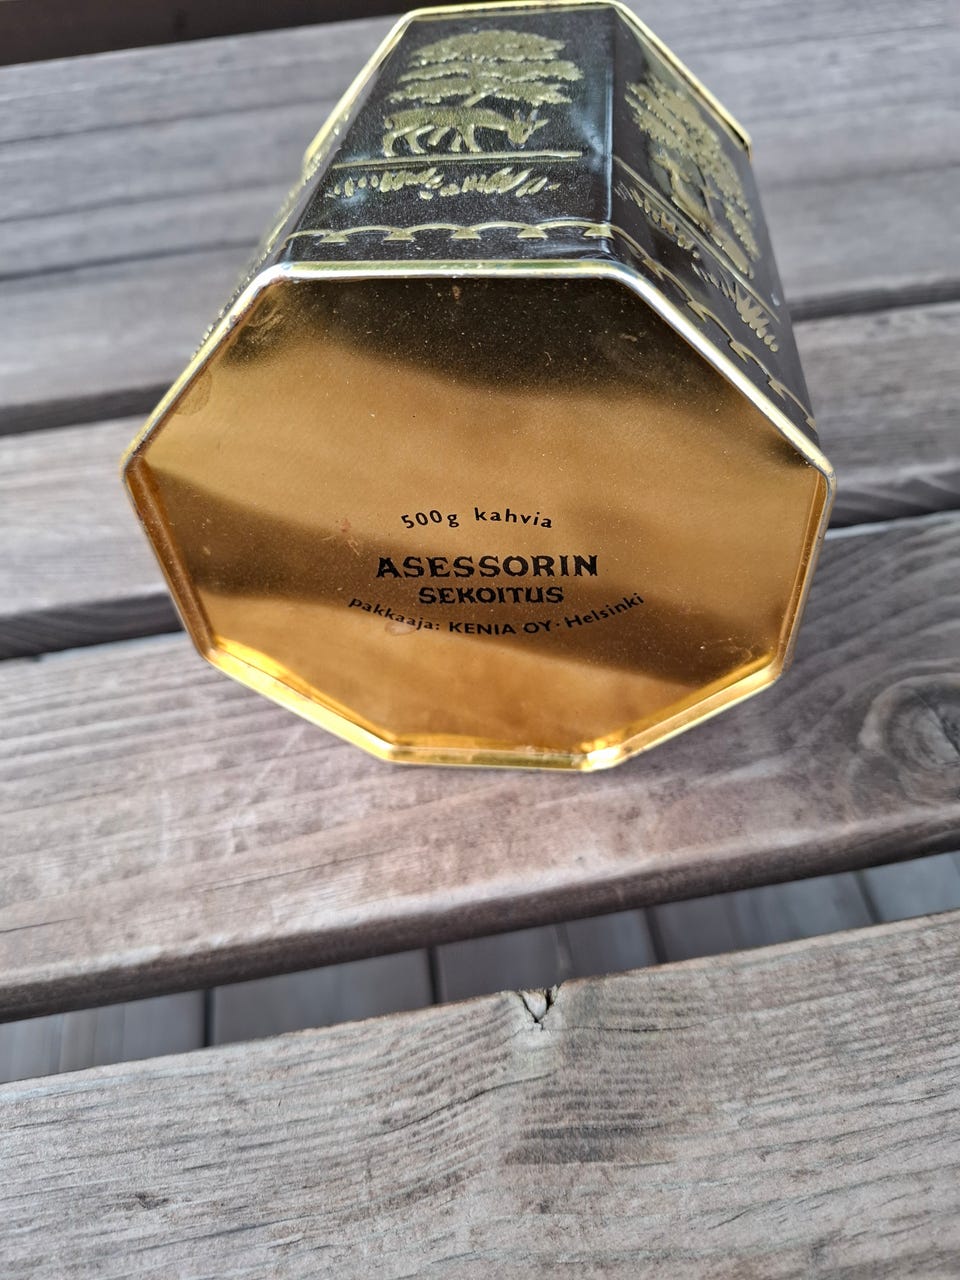 500g kahvia
ASESSORIN
SEKOITUS
pakkaaja: KENIA OY · Helsinki